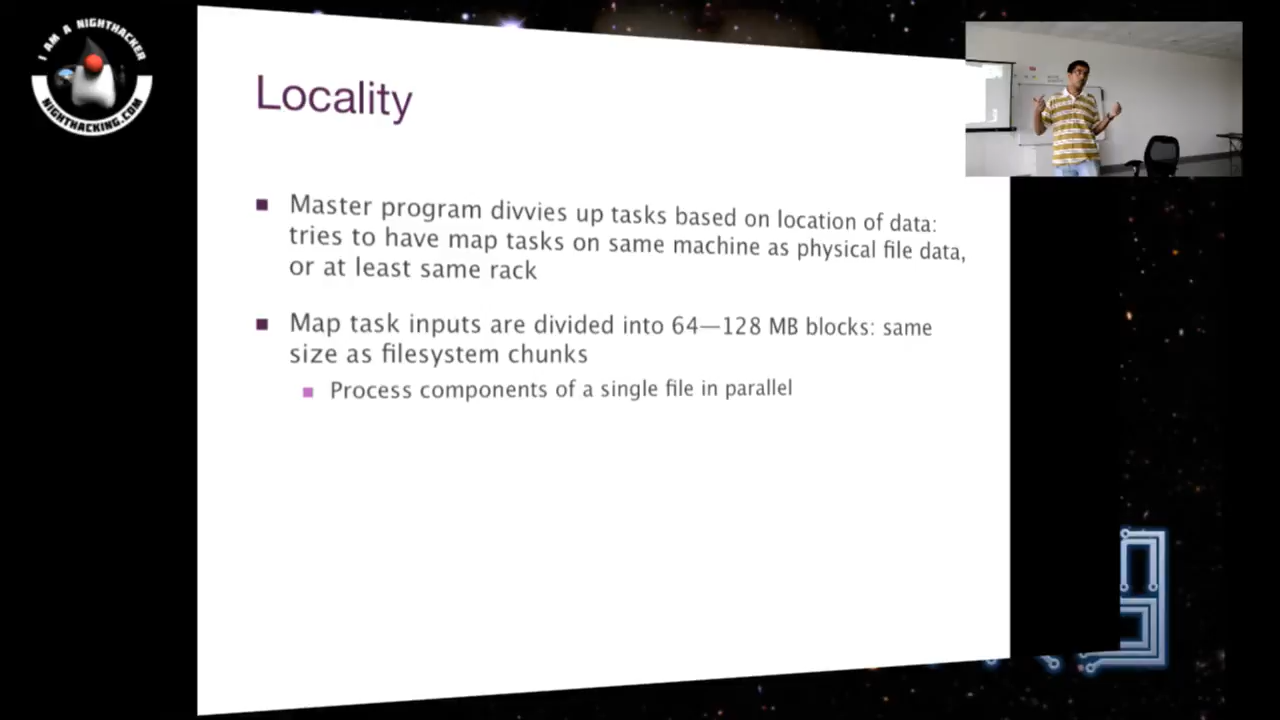 I AM A NIGHTHACKER
NIGHTHACKING.COM
Locality
Master program divvies up tasks based on location of data:
tries to have map tasks on same machine as physical file data,
or at least same rack
Map task inputs are divided into 64—128 MB blocks: same
size as filesystem chunks
Process components of a single file in parallel